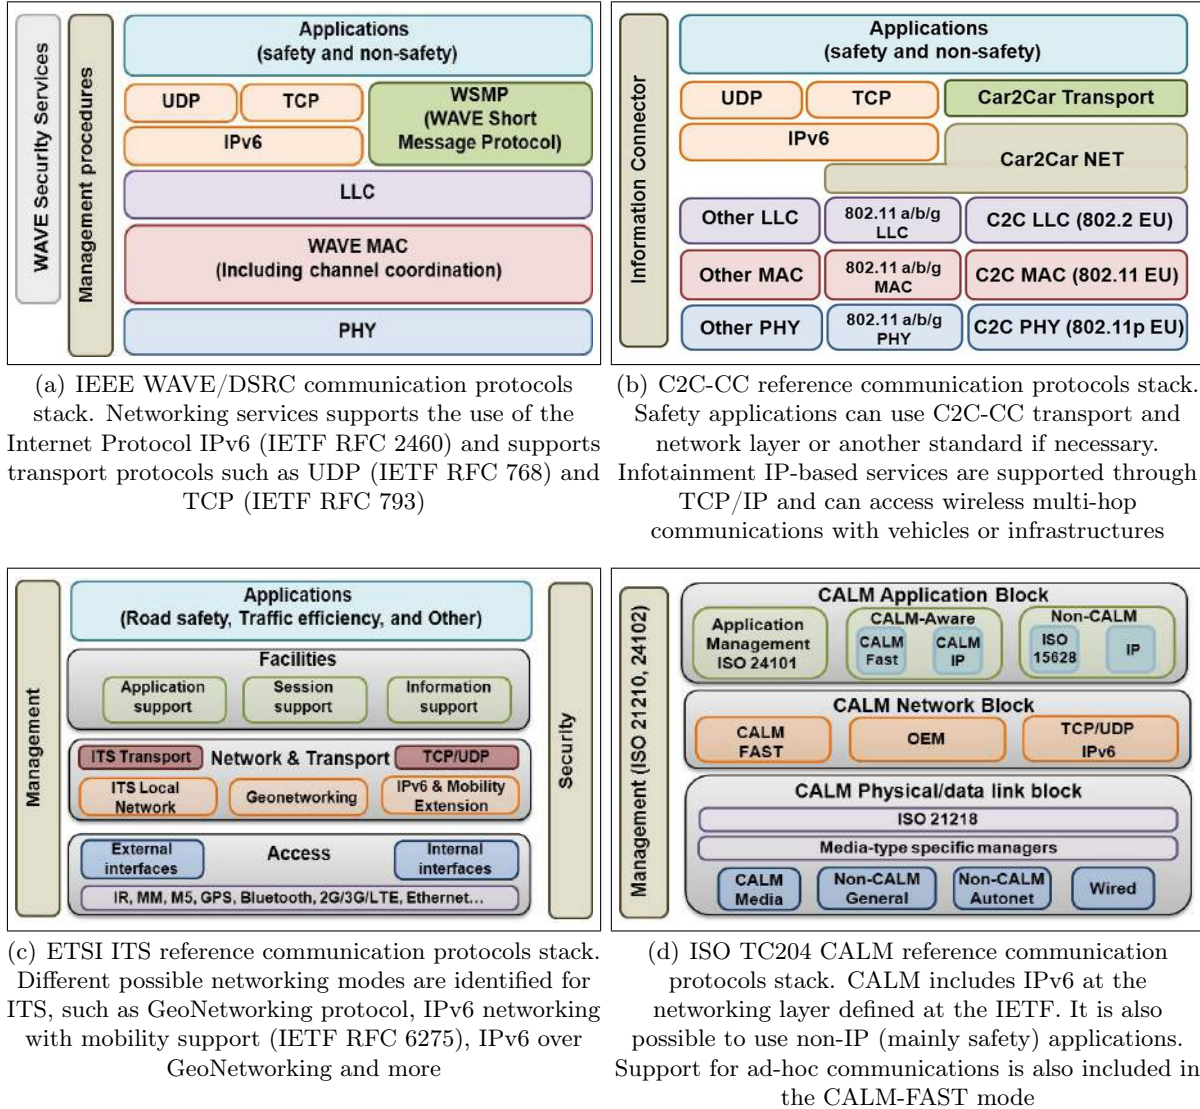 WAVE Security Services
Management procedures
Applications
(safety and non-safety)
UDP
TCP
WSMP
(WAVE Short
Message Protocol)
IPv6
LLC
WAVE MAC
(Including channel coordination)
PHY
(a) IEEE WAVE/DSRC communication protocols
stack. Networking services supports the use of the
Internet Protocol IPv6 (IETF RFC 2460) and supports
transport protocols such as UDP (IETF RFC 768) and
TCP (IETF RFC 793)
Information Connector
Applications
(safety and non-safety)
UDP
TCP
Car2Car Transport
IPv6
Car2Car NET
Other LLC
802.11 a/b/g
LLC
C2C LLC (802.2 EU)
Other MAC
802.11 a/b/g
MAC
C2C MAC (802.11 EU)
Other PHY
802.11 a/b/g
PHY
C2C PHY (802.11p EU)
(b) C2C-CC reference communication protocols stack.
Safety applications can use C2C-CC transport and
network layer or another standard if necessary.
Infotainment IP-based services are supported through
TCP/IP and can access wireless multi-hop
communications with vehicles or infrastructures
Management
Applications
(Road safety, Traffic efficiency, and Other)
Facilities
Application
support
Session
support
Information
support
ITS Transport
Network & Transport
TCP/UDP
ITS Local
Network
Geonetworking
IPv6 & Mobility
Extension
External
interfaces
Access
Internal
interfaces
IR, MM, M5, GPS, Bluetooth, 2G/3G/LTE, Ethernet...
Security
(c) ETSI ITS reference communication protocols stack.
Different possible networking modes are identified for
ITS, such as GeoNetworking protocol, IPv6 networking
with mobility support (IETF RFC 6275), IPv6 over
GeoNetworking and more
Management (ISO 21210, 24102)
CALM Application Block
Application
Management
ISO 24101
CALM-Aware
CALM
Fast
CALM
IP
Non-CALM
ISO
15628
IP
CALM Network Block
CALM
FAST
OEM
TCP/UDP
IPv6
CALM Physical/data link block
ISO 21218
Media-type specific managers
CALM
Media
Non-CALM
General
Non-CALM
Autonet
Wired
(d) ISO TC204 CALM reference communication
protocols stack. CALM includes IPv6 at the
networking layer defined at the IETF. It is also
possible to use non-IP (mainly safety) applications.
Support for ad-hoc communications is also included in
the CALM-FAST mode